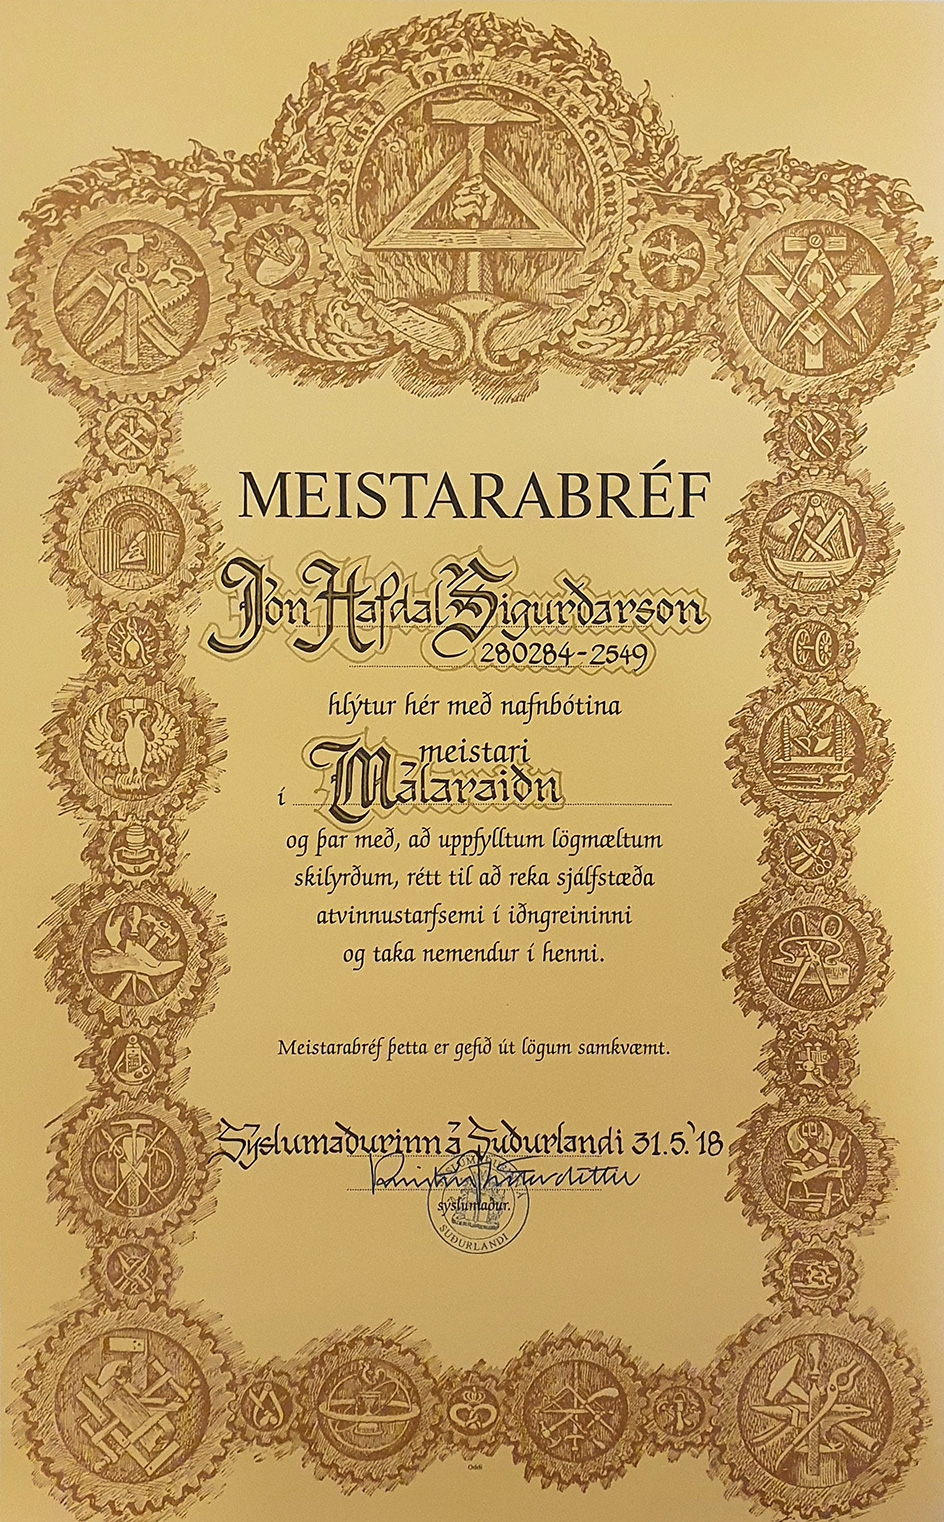 Verkið lofar meistarann
MEISTARABRÉF
Jón Hafdal Sigurðarson
280284-2549
hlýtur hér með nafnbótina
meistari
í Málaraiðn
og þar með, að uppfylltum lögmæltum
skilyrðum, rétt til að reka sjálfstæða
atvinnustarfsemi í iðngreininni
og taka nemendur í henni.
Meistarabréf þetta er gefið út lögum samkvæmt.
Sýslumaðurinn á Suðurlandi 31.5.'18
sýslumaður.
SUÐURLANDI
Oddi